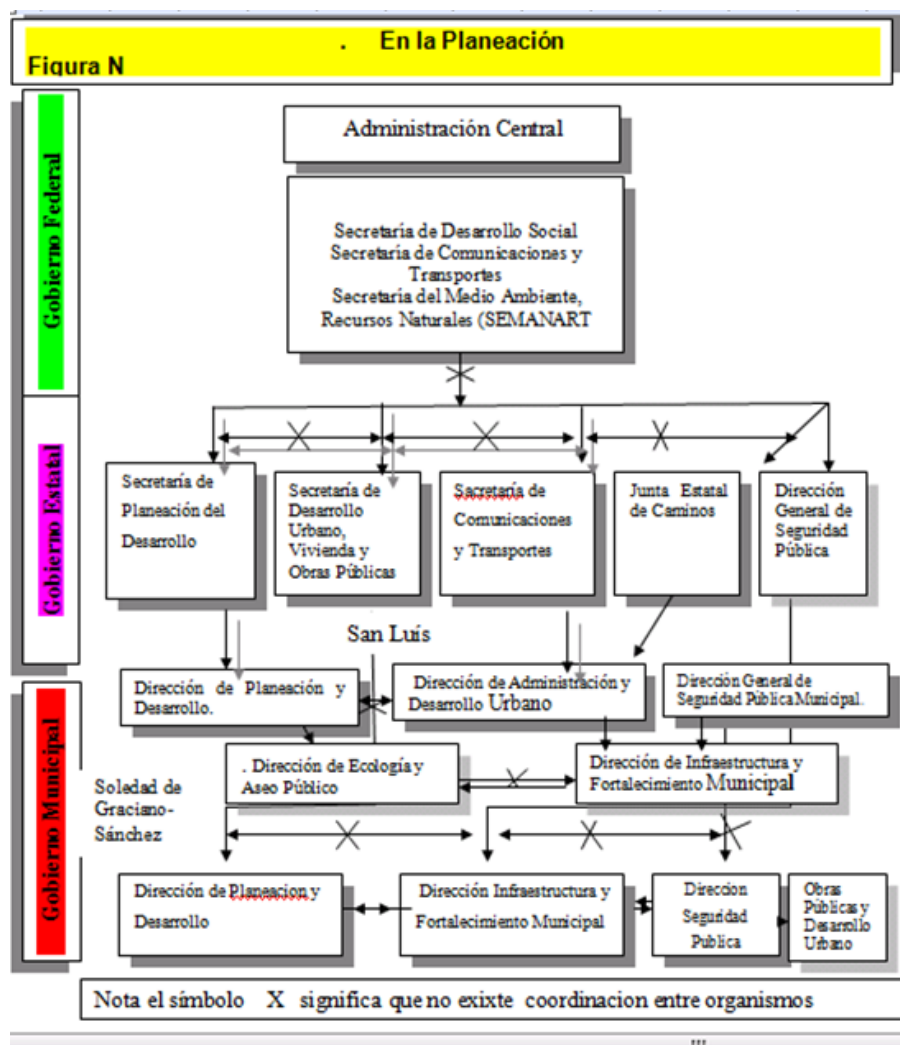 . En la Planeación
Figura N
Gobierno Federal
Administración Central
Secretaría de Desarrollo Social
Secretaría de Comunicaciones y
Transportes
Secretaría del Medio Ambiente,
Recursos Naturales (SEMANART
Gobierno Estatal
Secretaría de
Planeación del
Desarrollo
Secretaría de
Desarrollo
Urbano,
Vivienda y
Obras Públicas
Sacretaría de
Comunicaciones
y Transportes
Junta Estatal
de Caminos
Dirección
General de
Seguridad
Pública
San Luís
Gobierno Municipal
Dirección de Planeación y
Desarrollo.
Dirección de Administración y
Desarrollo Urbano
Dirección General de
Seguridad Pública Municipal.
. Dirección de Ecología y
Aseo Público
Dirección de Infraestructura y
Fortalecimiento Municipal
Soledad de
Graciano-
Sánchez
X
X
X
X
X
X
Dirección de Planeacion y
Desarrollo
Dirección Infraestructura y
Fortalecimiento Municipal
Direccion
Seguridad
Publica
Obras
Públicas y
Desarrollo
Urbano
Nota el símbolo X significa que no exixte coordinacion entre organismos